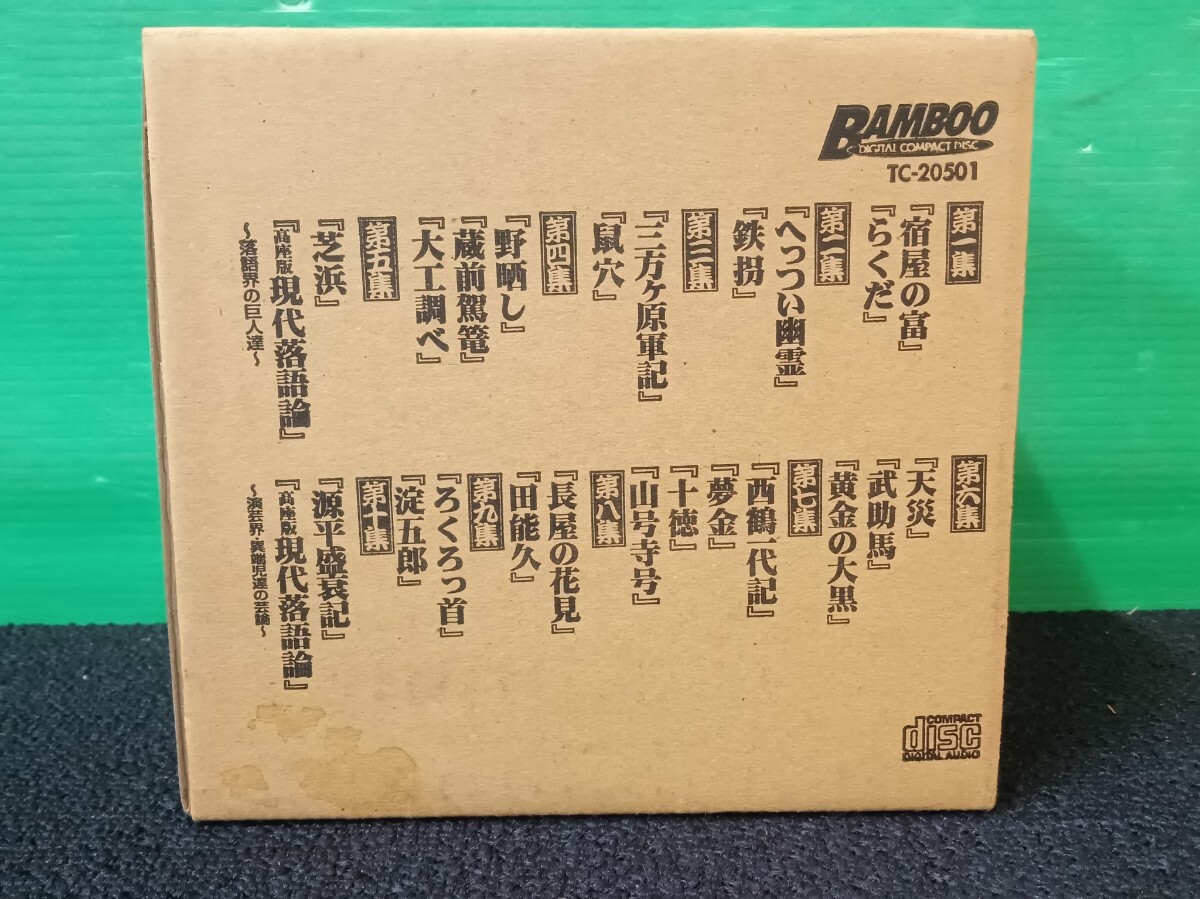 BAMBOO
DIGITAL COMPACT DISC
TC-20501
第一集
『宿屋の富』
『らくだ』
第二集
『へっつい幽霊』
『鉄拐』
第三集
『三方ヶ原軍記』
『鼠穴』
第四集
『野晒し』
『蔵前駕篭』
『大工調べ』
第五集
『芝浜』
『高座版 現代落語論』
～落語界の巨人達～
第六集
『天災』
『武助馬』
『黄金の大黒』
第七集
『西鶴一代記』
『夢金』
『十徳』
『山号寺号』
第八集
『長屋の花見』
『田能久』
第九集
『ろくろっ首』
『淀五郎』
第十集
『源平盛衰記』
『高座版 現代落語論』
～演芸界・異端児達の芸論～
COMPACT
disc
DIGITAL AUDIO